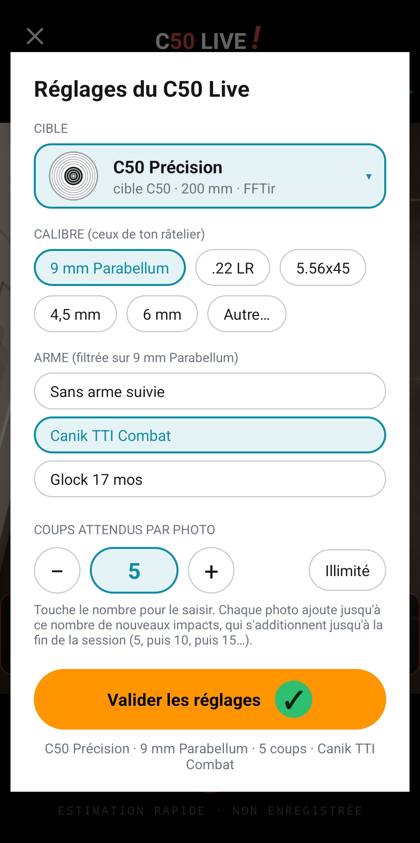 C50 LIVE !
Réglages du C50 Live
CIBLE
C50 Précision
cible C50 · 200 mm · FFTir
CALIBRE (ceux de ton râtelier)
9 mm Parabellum
.22 LR
5.56x45
4,5 mm
6 mm
Autre...
ARME (filtrée sur 9 mm Parabellum)
Sans arme suivie
Canik TTI Combat
Glock 17 mos
COUPS ATTENDUS PAR PHOTO
− 5 +
Illimité
Touche le nombre pour le saisir. Chaque photo ajoute jusqu'à
ce nombre de nouveaux impacts, qui s'additionnent jusqu'à la
fin de la session (5, puis 10, puis 15…).
Valider les réglages
C50 Précision · 9 mm Parabellum · 5 coups · Canik TTI
Combat
ESTIMATION RAPIDE · NON ENREGISTRÉE